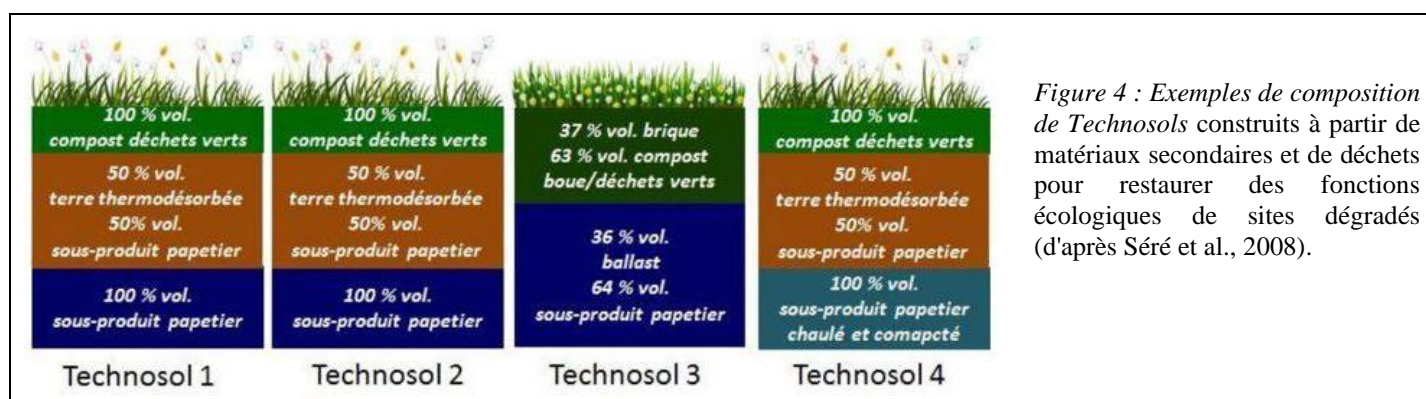 100 % vol.
compost déchets verts
50 % vol.
terre thermodésorbée
50% vol.
sous-produit papetier
100 % vol.
sous-produit papetier
Technosol 1
100 % vol.
compost déchets verts
50 % vol.
terre thermodésorbée
50% vol.
sous-produit papetier
100 % vol.
sous-produit papetier
Technosol 2
37 % vol. brique
63 % vol. compost
boue/déchets verts
36 % vol.
ballast
64 % vol.
sous-produit papetier
Technosol 3
100 % vol.
compost déchets verts
50 % vol.
terre thermodésorbée
50% vol.
sous-produit papetier
100 % vol.
sous-produit papetier
chaulé et comapcté
Technosol 4
Figure 4 : Exemples de composition
de Technosols construits à partir de
matériaux secondaires et de déchets
pour restaurer des fonctions
écologiques de sites dégradés
(d'après Séré et al., 2008).